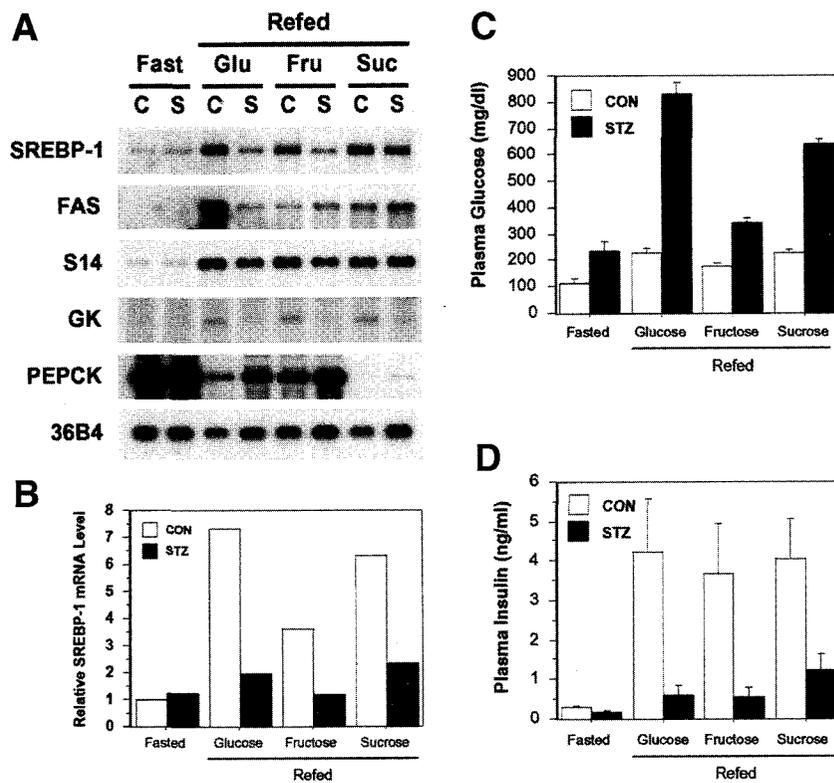 A
Refed
Fast Glu Fru Suc
C S C S C S C S
SREBP-1
FAS
S14
GK
PEPCK
36B4
B
Relative SREBP-1 mRNA Level
8
7
6
5
4
3
2
1
0
CON
STZ
Fasted Glucose Fructose Sucrose
Refed
C
Plasma Glucose (mg/dl)
900
800
700
600
500
400
300
200
100
0
CON
STZ
Fasted Glucose Fructose Sucrose
Refed
D
Plasma Insulin (ng/ml)
6
5
4
3
2
1
0
CON
STZ
Fasted Glucose Fructose Sucrose
Refed